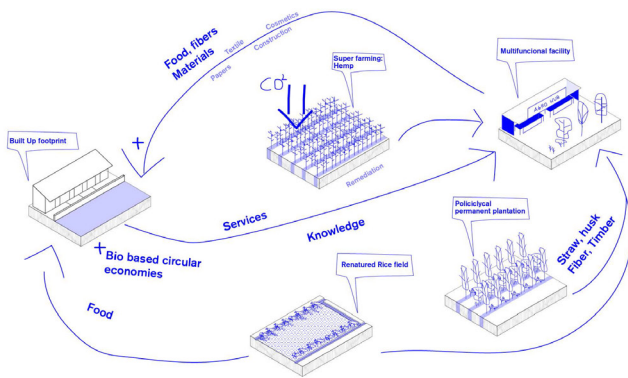 Food, fibers
Materials
Papers
Textile
Cosmetics
Construction
Super farming:
Hemp
CO²
Multifuncional facility
AGRO HUB
Built Up footprint
Remediation
Services
Knowledge
Policiclycal
permanent plantation
Bio based circular
economies
Renatured Rice field
Straw, husk
Fiber, Timber
Food